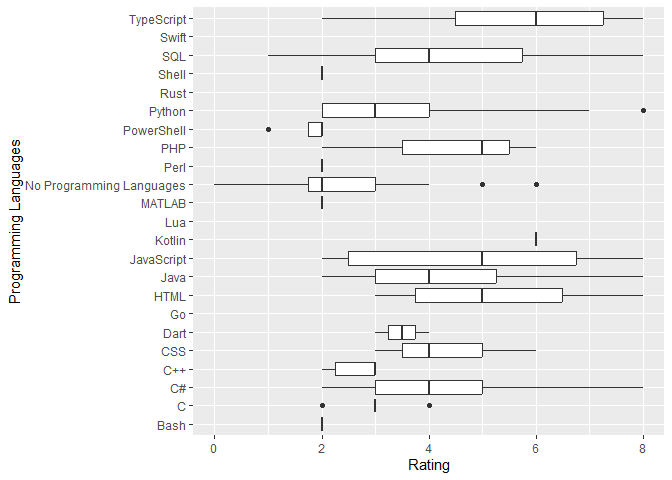 TypeScript
Swift
SQL
Shell
Rust
Python
PowerShell
PHP
Perl
No Programming Languages
MATLAB
Lua
Kotlin
JavaScript
Java
HTML
Go
Dart
CSS
C++
C#
C
Bash
Programming Languages
0 2 4 6 8
Rating